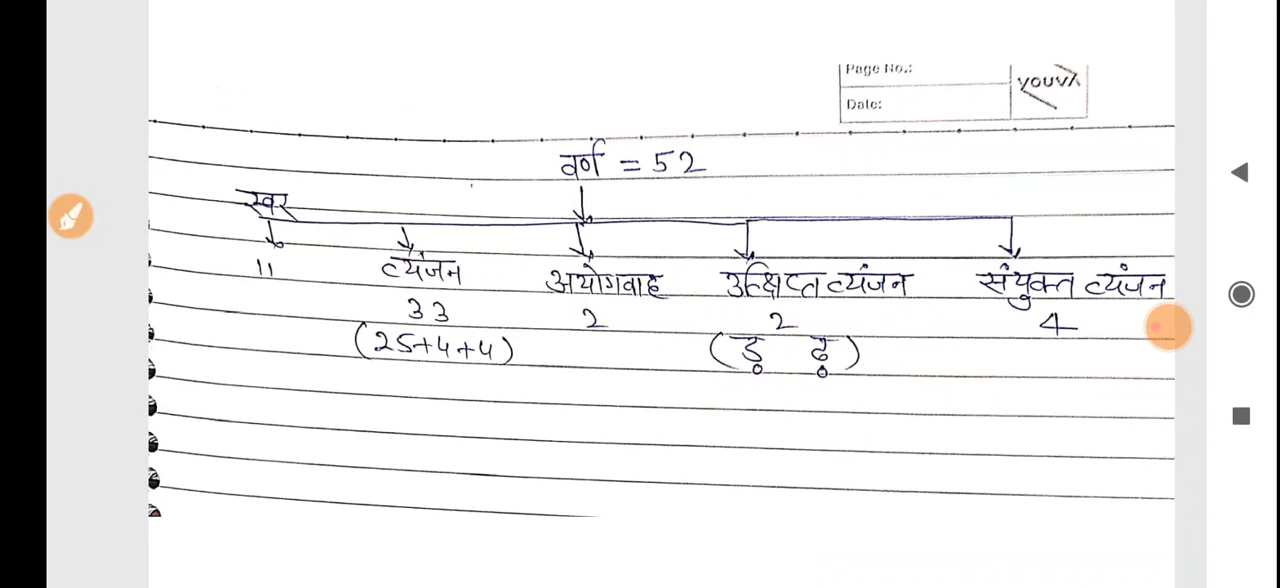 Page No.:
Date:
YOUVA
वर्ण = 52
स्वर
11
व्यंजन
33
(25+4+4)
अयोगवाह
2
उत्क्षिप्त व्यंजन
2
(ड़ ढ़)
संयुक्त व्यंजन
4